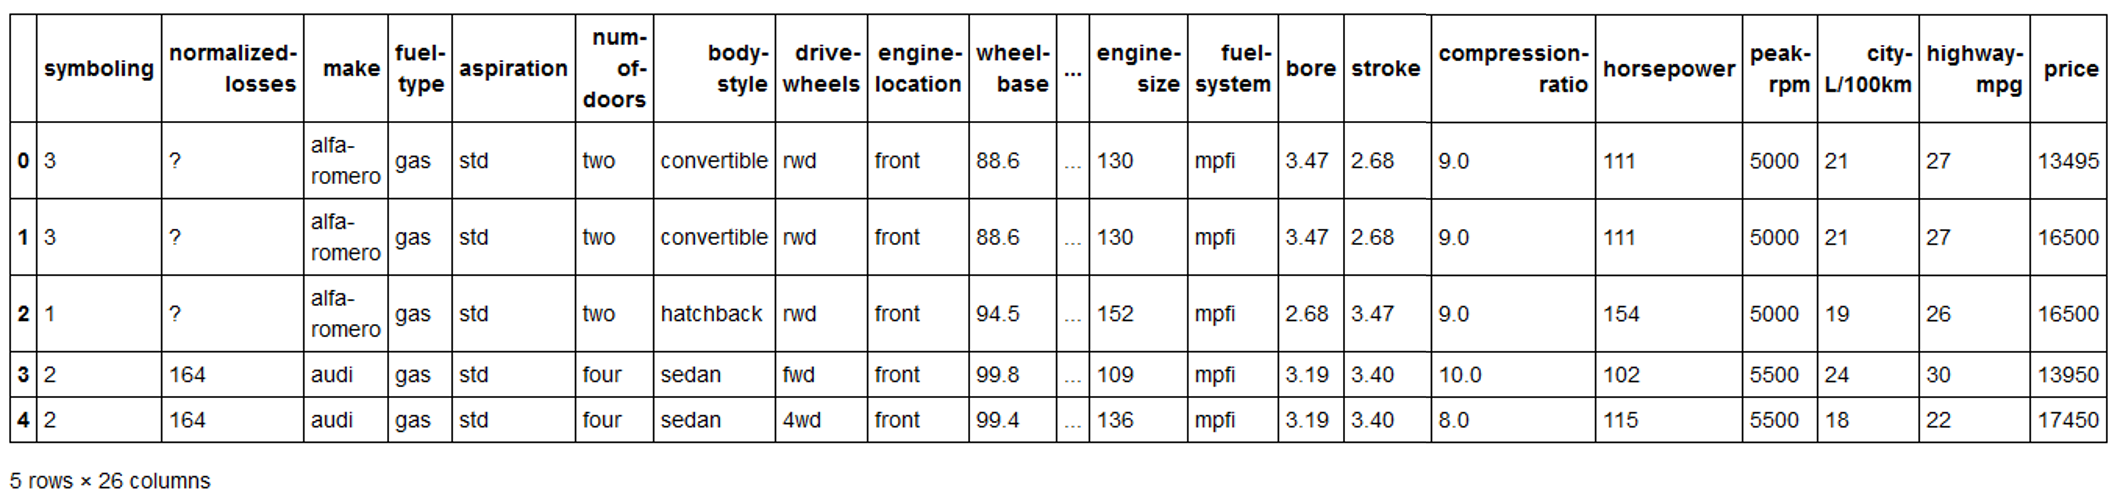 symboling normalized-losses make fuel-type aspiration num-of-doors body-style drive-wheels engine-location wheel-base ... engine-size fuel-system bore stroke compression-ratio horsepower peak-rpm city-L/100km highway-mpg price
0 3 ? alfa-romero gas std two convertible rwd front 88.6 ... 130 mpfi 3.47 2.68 9.0 111 5000 21 27 13495
1 3 ? alfa-romero gas std two convertible rwd front 88.6 ... 130 mpfi 3.47 2.68 9.0 111 5000 21 27 16500
2 1 ? alfa-romero gas std two hatchback rwd front 94.5 ... 152 mpfi 2.68 3.47 9.0 154 5000 19 26 16500
3 2 164 audi gas std four sedan fwd front 99.8 ... 109 mpfi 3.19 3.40 10.0 102 5500 24 30 13950
4 2 164 audi gas std four sedan 4wd front 99.4 ... 136 mpfi 3.19 3.40 8.0 115 5500 18 22 17450
5 rows × 26 columns